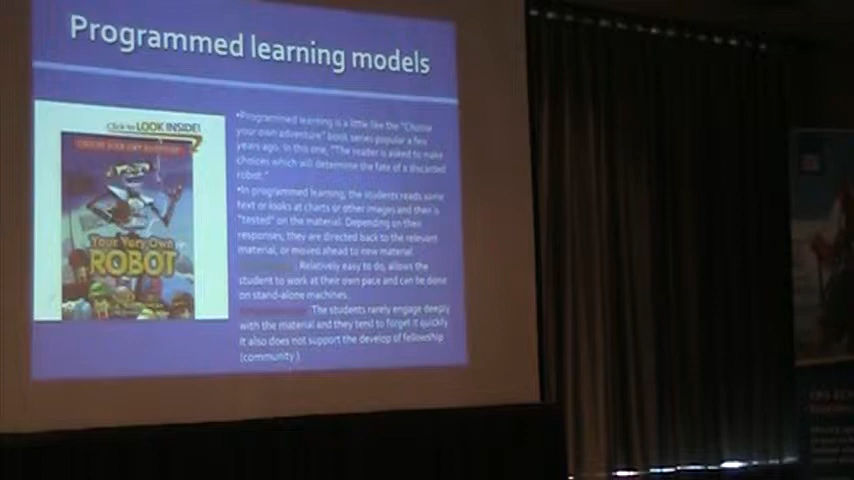 Programmed learning models
Click to LOOK INSIDE!
CHOOSE YOUR OWN ADVENTURE
Your Very Own
ROBOT
•Programmed learning is a little like the "Choose
your own adventure" book series popular a few
years ago. In this one, "The reader is asked to make
choices which will determine the fate of a discarded
robot."
•In programmed learning, the students reads some
text or looks at charts or other images and then is
"tested" on the material. Depending on their
responses, they are directed back to the relevant
material, or moved ahead to new material.
Relatively easy to do, allows the
student to work at their own pace and can be done
on stand-alone machines.
The students rarely engage deeply
with the material and they tend to forget it quickly
it also does not support the develop of fellowship
(community)